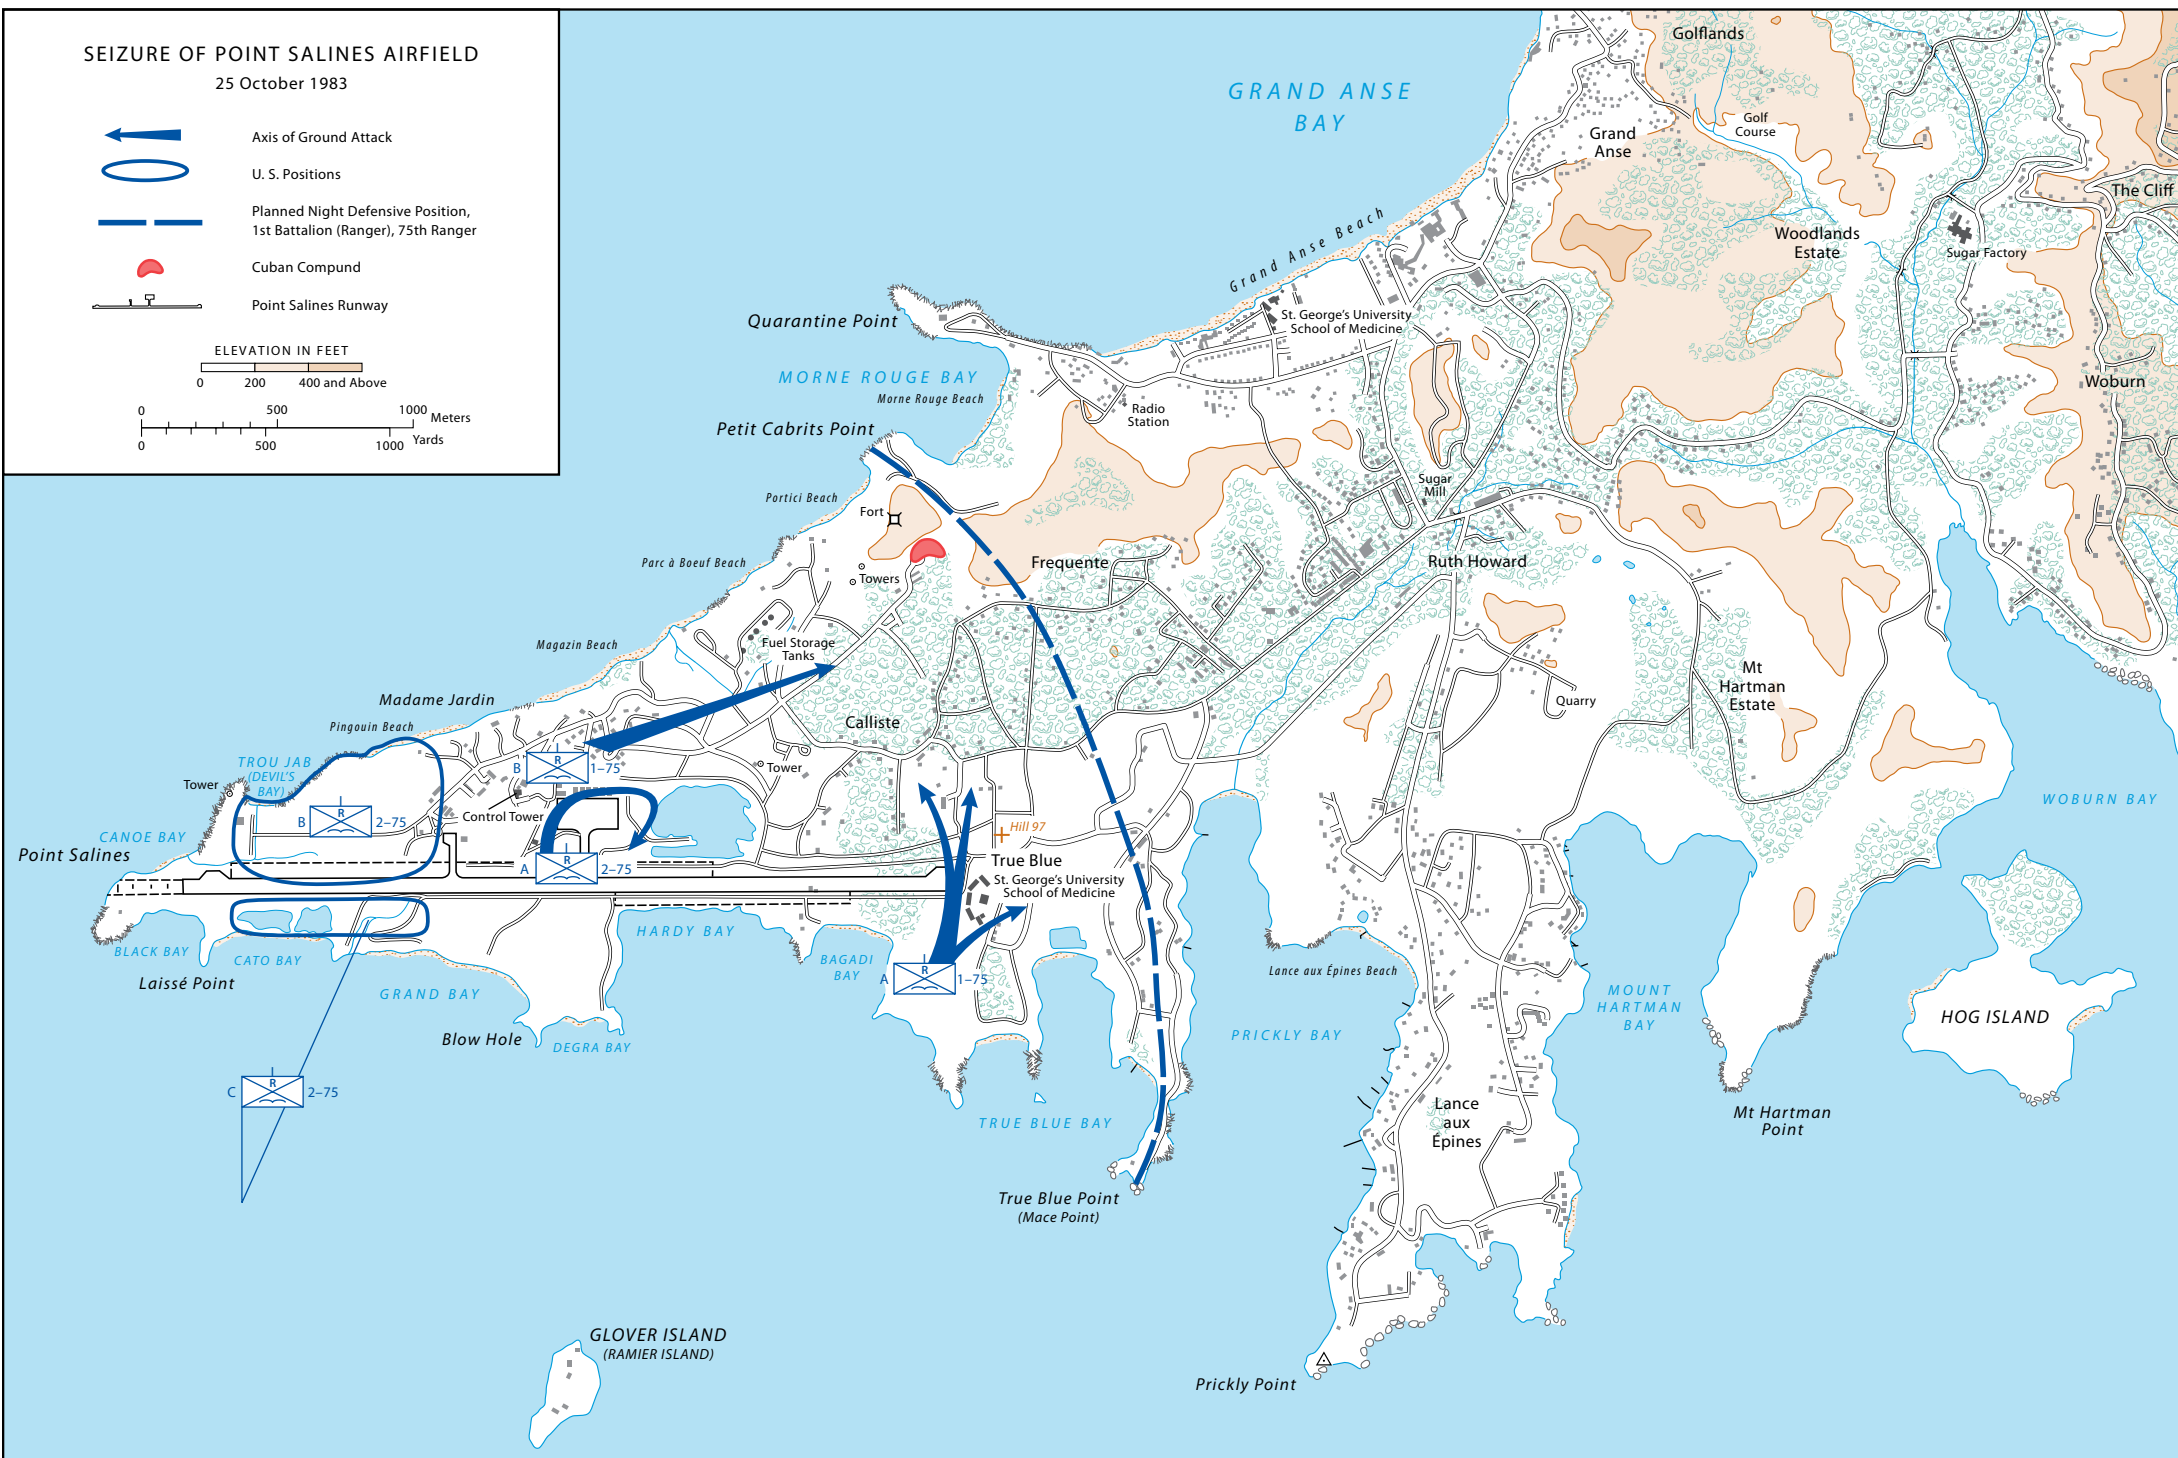 SEIZURE OF POINT SALINES AIRFIELD
25 October 1983
Axis of Ground Attack
U. S. Positions
Planned Night Defensive Position,
1st Battalion (Ranger), 75th Ranger
Cuban Compund
Point Salines Runway
ELEVATION IN FEET
0 200 400 and Above
0 500 1000 Meters
0 500 1000 Yards
GRAND ANSE
BAY
Golflands
Golf
Course
Grand
Anse
The Cliff
Woodlands
Estate
Sugar Factory
Grand Anse Beach
St. George's University
School of Medicine
Quarantine Point
MORNE ROUGE BAY
Morne Rouge Beach
Radio
Station
Woburn
Petit Cabrits Point
Sugar
Mill
Portici Beach
Fort
Parc à Boeuf Beach
Towers
Frequente
Ruth Howard
Magazin Beach
Fuel Storage
Tanks
Mt
Hartman
Estate
Quarry
Madame Jardin
Pingouin Beach
Calliste
TROU JAB
(DEVIL'S
BAY)
Tower
B
R
1–75
Tower
B
R
2–75
Control Tower
WOBURN BAY
CANOE BAY
Hill 97
Point Salines
A
R
2–75
True Blue
St. George's University
School of Medicine
BLACK BAY
CATO BAY
HARDY BAY
BAGADI
BAY
Laissé Point
GRAND BAY
A
R
1–75
Lance aux Épines Beach
MOUNT
HARTMAN
BAY
HOG ISLAND
Blow Hole
DEGRA BAY
PRICKLY BAY
C
R
2–75
TRUE BLUE BAY
Lance
aux
Épines
Mt Hartman
Point
True Blue Point
(Mace Point)
GLOVER ISLAND
(RAMIER ISLAND)
Prickly Point